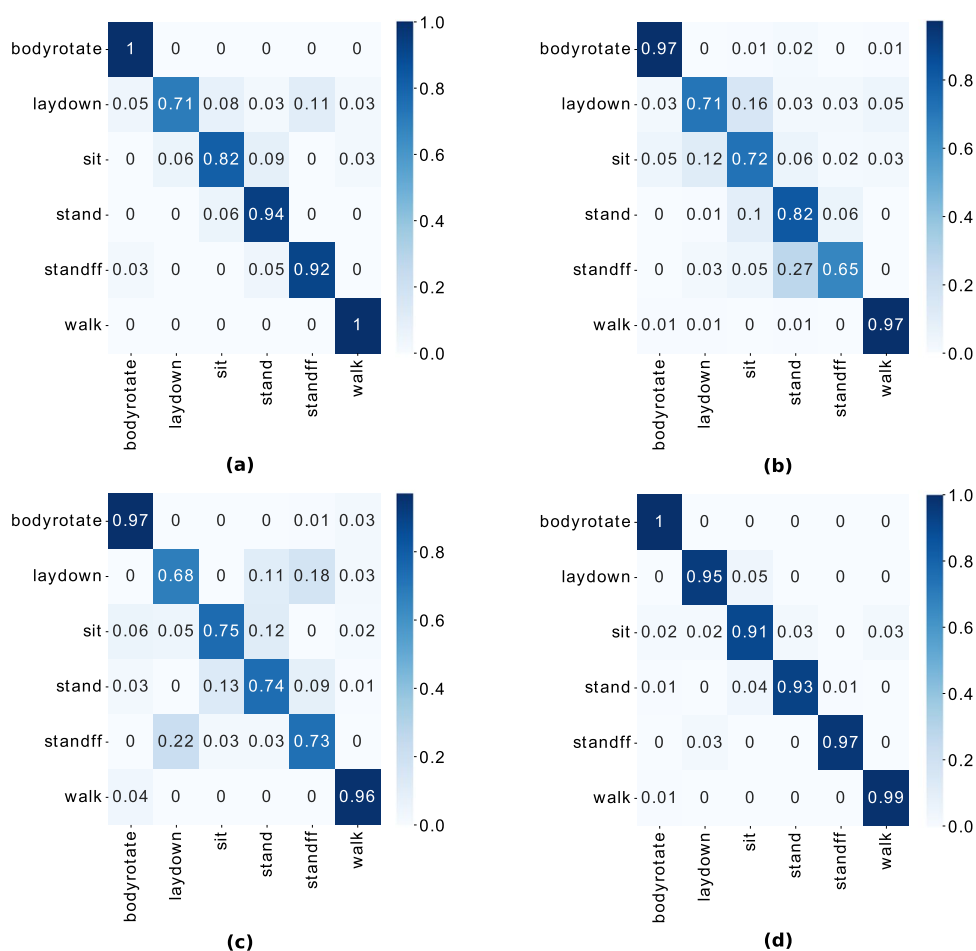 bodyrotate 1 0 0 0 0 0
laydown 0.05 0.71 0.08 0.03 0.11 0.03
sit 0 0.06 0.82 0.09 0 0.03
stand 0 0 0.06 0.94 0 0
standff 0.03 0 0 0.05 0.92 0
walk 0 0 0 0 0 1
bodyrotate laydown sit stand standff walk
1.0
0.8
0.6
0.4
0.2
0.0
(a)
bodyrotate 0.97 0 0.01 0.02 0 0.01
laydown 0.03 0.71 0.16 0.03 0.03 0.05
sit 0.05 0.12 0.72 0.06 0.02 0.03
stand 0 0.01 0.1 0.82 0.06 0
standff 0 0.03 0.05 0.27 0.65 0
walk 0.01 0.01 0 0.01 0 0.97
bodyrotate laydown sit stand standff walk
0.8
0.6
0.4
0.2
0.0
(b)
bodyrotate 0.97 0 0 0 0.01 0.03
laydown 0 0.68 0 0.11 0.18 0.03
sit 0.06 0.05 0.75 0.12 0 0.02
stand 0.03 0 0.13 0.74 0.09 0.01
standff 0 0.22 0.03 0.03 0.73 0
walk 0.04 0 0 0 0 0.96
bodyrotate laydown sit stand standff walk
0.8
0.6
0.4
0.2
0.0
(c)
bodyrotate 1 0 0 0 0 0
laydown 0 0.95 0.05 0 0 0
sit 0.02 0.02 0.91 0.03 0 0.03
stand 0.01 0 0.04 0.93 0.01 0
standff 0 0.03 0 0 0.97 0
walk 0.01 0 0 0 0 0.99
bodyrotate laydown sit stand standff walk
1.0
0.8
0.6
0.4
0.2
0.0
(d)